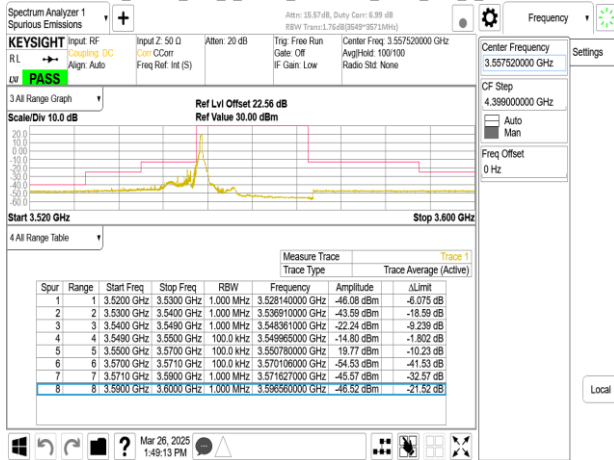 Spectrum Analyzer 1
Spurious Emissions
+
Attn: 15.57dB, Duty Corr: 6.99 dB
RBW Trans:1.76dB(3549~3571MHz)
Frequency
KEYSIGHT
RL
LXI
PASS
Input: RF
Coupling: DC
Align: Auto
Input Z: 50 Ω
Corr CCorr
Freq Ref: Int (S)
Atten: 20 dB
Trig: Free Run
Gate: Off
IF Gain: Low
Center Freq: 3.557520000 GHz
Avg|Hold: 100/100
Radio Std: None
Center Frequency
3.557520000 GHz
Settings
CF Step
4.399000000 GHz
Auto
Man
Freq Offset
0 Hz
Local
3 All Range Graph
Scale/Div 10.0 dB
Ref Lvl Offset 22.56 dB
Ref Value 30.00 dBm
20.0
10.0
0.00
-10.0
-20.0
-30.0
-40.0
-50.0
-60.0
Start 3.520 GHz
Stop 3.600 GHz
4 All Range Table
Measure Trace Trace 1
Trace Type Trace Average (Active)
Spur Range Start Freq Stop Freq RBW Frequency Amplitude ΔLimit
1 1 3.5200 GHz 3.5300 GHz 1.000 MHz 3.528140000 GHz -46.08 dBm -6.075 dB
2 2 3.5300 GHz 3.5400 GHz 1.000 MHz 3.536910000 GHz -43.59 dBm -18.59 dB
3 3 3.5400 GHz 3.5490 GHz 1.000 MHz 3.548361000 GHz -22.24 dBm -9.239 dB
4 4 3.5490 GHz 3.5500 GHz 100.0 kHz 3.549965000 GHz -14.80 dBm -1.802 dB
5 5 3.5500 GHz 3.5700 GHz 100.0 kHz 3.550780000 GHz 19.77 dBm -10.23 dB
6 6 3.5700 GHz 3.5710 GHz 100.0 kHz 3.570106000 GHz -54.53 dBm -41.53 dB
7 7 3.5710 GHz 3.5900 GHz 1.000 MHz 3.571627000 GHz -45.57 dBm -32.57 dB
8 8 3.5900 GHz 3.6000 GHz 1.000 MHz 3.596560000 GHz -46.52 dBm -21.52 dB
?
Mar 26, 2025
1:49:13 PM